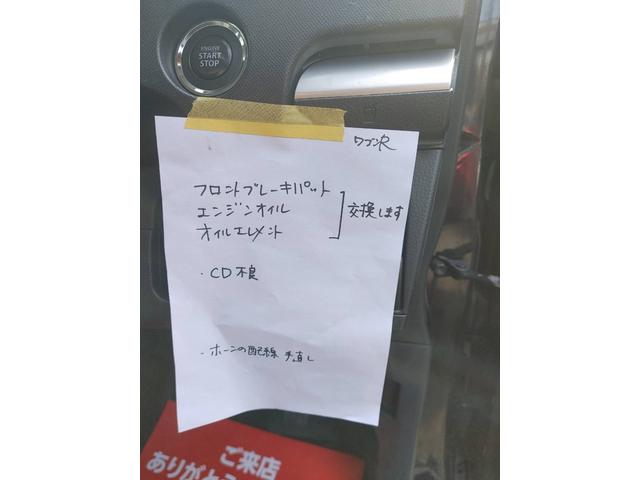 ENGINE
START
STOP
ワゴンR
フロントブレーキパット
エンジンオイル
オイルエレメント
交換します
・CD不良
・ホーンの配線 手直し
ご来店
ありがとう